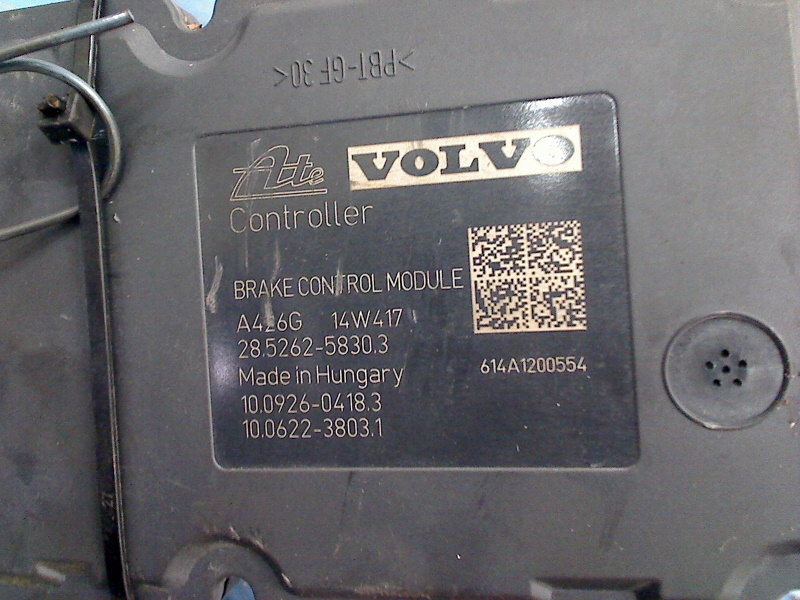 >PBT-GF30<
Ate VOLVO
Controller
BRAKE CONTROL MODULE
A426G 14W417
28.5262-5830.3
Made in Hungary
614A1200554
10.0926-0418.3
10.0622-3803.1